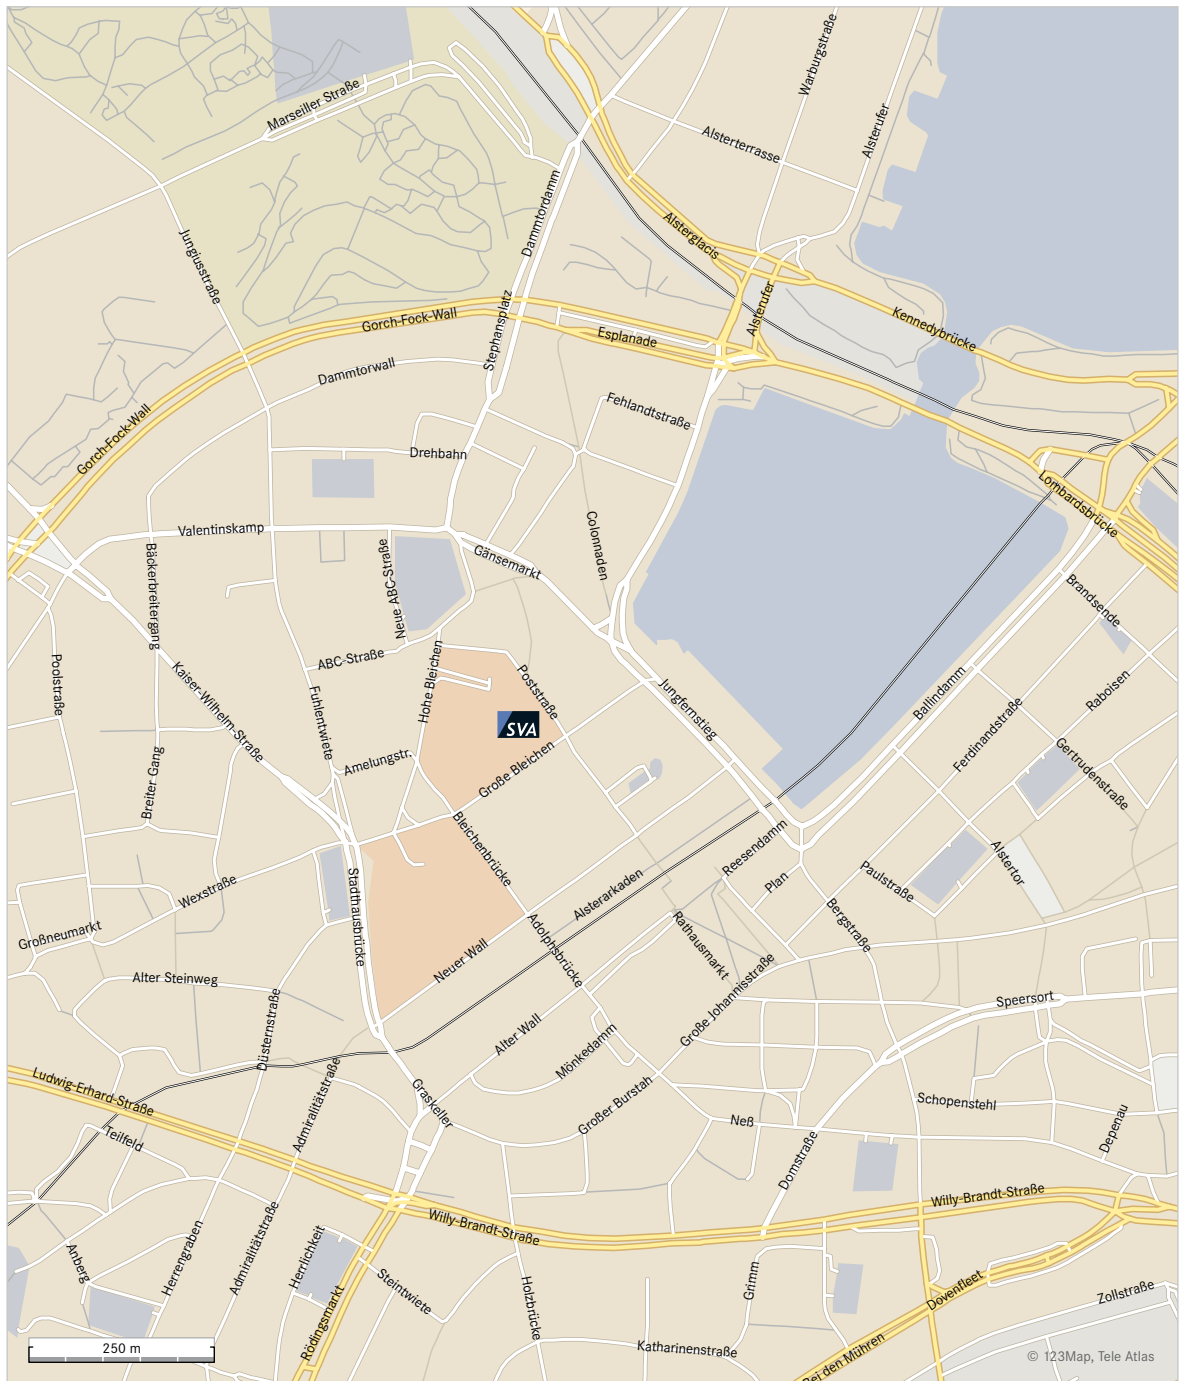 Warburgstraße
Marseiller Straße
Alsterterrasse
Alsterufer
Dammtordamm
Alsterglacis
Jungiusstraße
Alsterufer
Gorch-Fock-Wall
Stephansplatz
Esplanade
Kennedybrücke
Dammtorwall
Fehlandtstraße
Gorch-Fock-Wall
Drehbahn
Lombardsbrücke
Valentinskamp
Colonnaden
Gänsemarkt
Neue ABC-Straße
Bäckerbreitergang
Brandsende
ABC-Straße
Poolstraße
Hohe Bleichen
Poststraße
Kaiser-Wilhelm-Straße
Fuhlentwiete
Jungfernstieg
Ballindamm
Raboisen
SVA
Ferdinandstraße
Amelungstr.
Große Bleichen
Gertrudenstraße
Breiter Gang
Bleichenbrücke
Reesendamm
Alstertor
Plan
Paulstraße
Wexstraße
Stadthausbrücke
Alsterarkaden
Bergstraße
Großneumarkt
Adolphsbrücke
Rathausmarkt
Neuer Wall
Alter Steinweg
Große Johannisstraße
Speersort
Düsternstraße
Alter Wall
Mönkedamm
Ludwig-Erhard-Straße
Admiralitätstraße
Graskeller
Großer Burstah
Schopenstehl
Neß
Depenau
Teilfeld
Domstraße
Willy-Brandt-Straße
Willy-Brandt-Straße
Herrengraben
Admiralitätstraße
Herrlichkeit
Anberg
Steintwiete
Holzbrücke
Grimm
Dovenfleet
Zollstraße
Rödingsmarkt
Katharinenstraße
Bei den Mühren
250 m
© 123Map, Tele Atlas